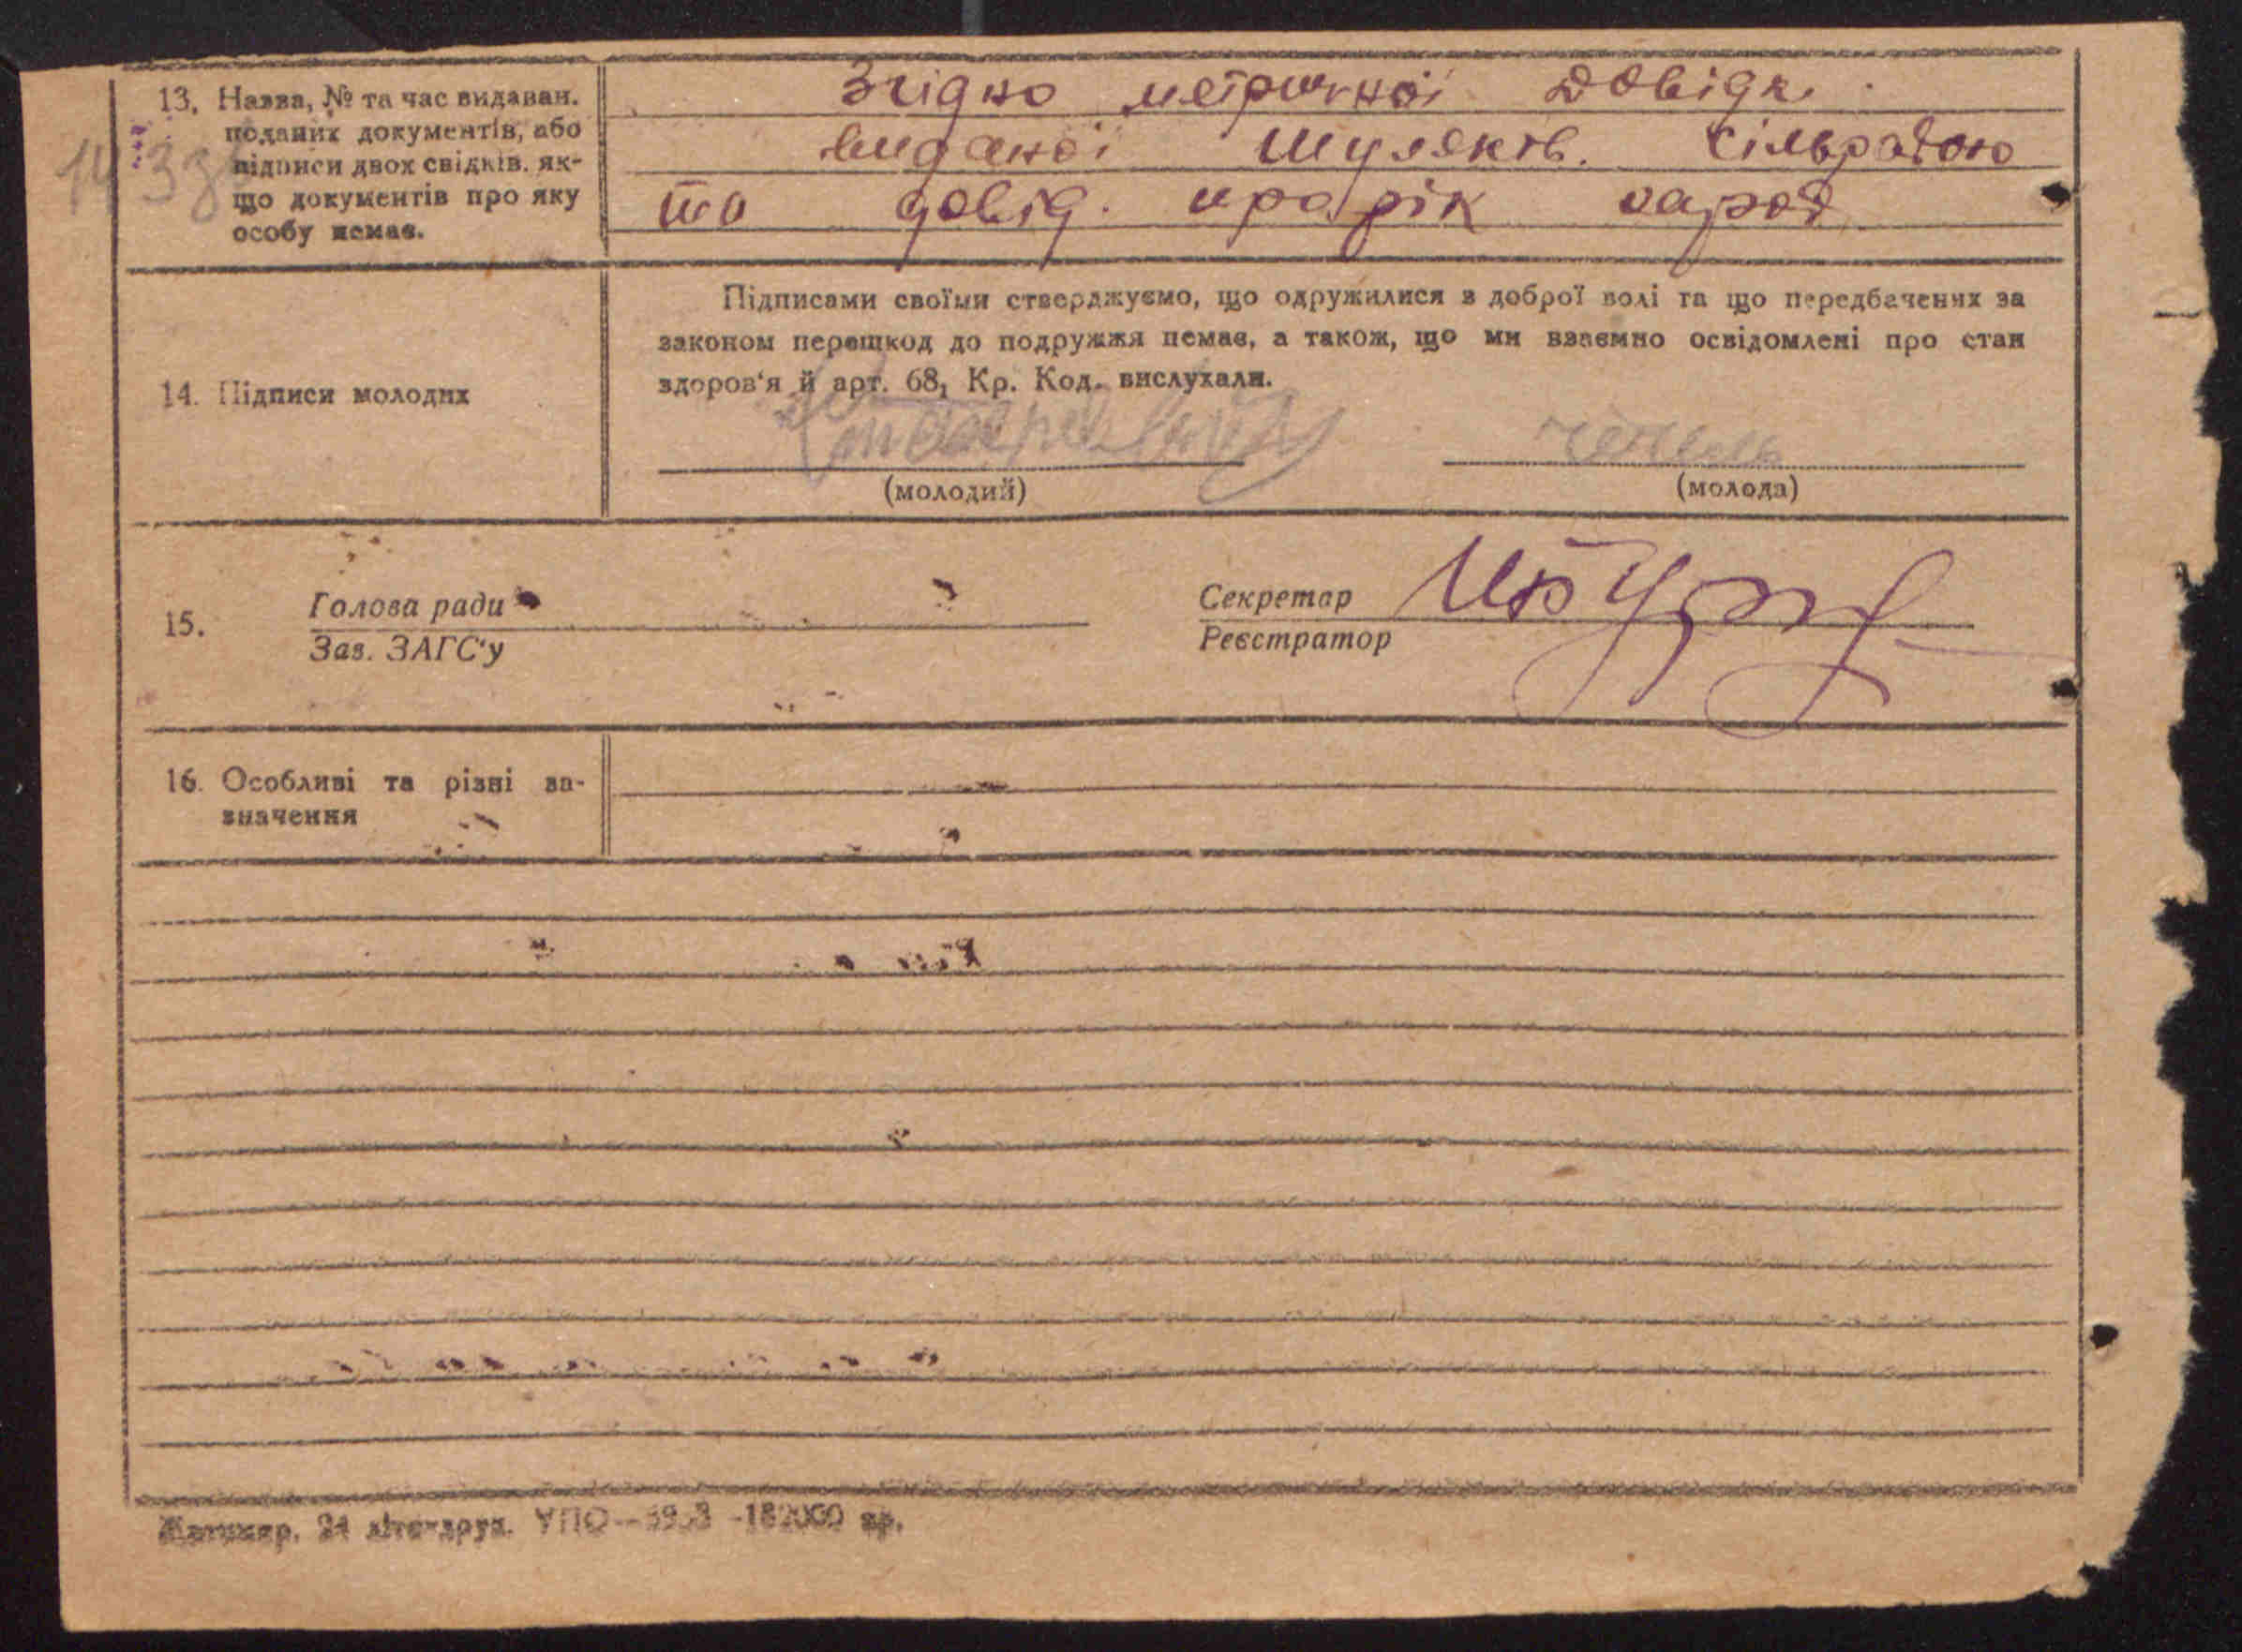 13. Назва, № та час видаван.
поданих документів, або
підписи двох свідків, як-
що документів про яку
особу немає.
Згідно метричної довідк.
виданої Шуляків. сільрадою
та довід. про рік народ.
14. Підписи молодих
Підписами своїми стверджуємо, що одружилися з доброї волі та що передбачених за
законом перешкод до подружжя немає, а також, що ми взаємно освідомлені про стан
здоров'я й арт. 68, Кр. Код. вислухали.
(молодий) (молода)
15.
Голова ради
Зав. ЗАГС'у
Секретар
Реєстратор
16. Особливі та різні за-
значення
24 УПО 182000